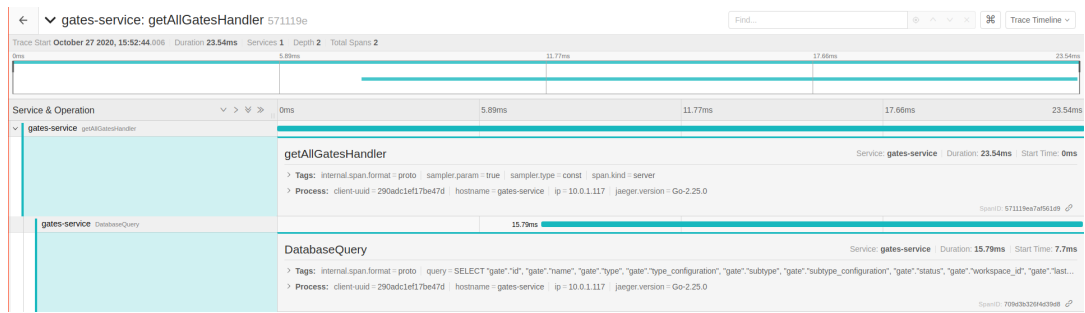 gates-service: getAllGatesHandler 571119e
Find...
Trace Timeline
Trace Start October 27 2020, 15:52:44.006 Duration 23.54ms Services 1 Depth 2 Total Spans 2
0ms 5.89ms 11.77ms 17.66ms 23.54ms
Service & Operation 0ms 5.89ms 11.77ms 17.66ms 23.54ms
gates-service getAllGatesHandler
getAllGatesHandler Service: gates-service Duration: 23.54ms Start Time: 0ms
Tags: internal.span.format = proto sampler.param = true sampler.type = const span.kind = server
Process: client-uuid = 290adc1ef17be47d hostname = gates-service ip = 10.0.1.117 jaeger.version = Go-2.25.0
SpanID: 571119ea7af561d9
gates-service DatabaseQuery 15.79ms
DatabaseQuery Service: gates-service Duration: 15.79ms Start Time: 7.7ms
Tags: internal.span.format = proto query = SELECT "gate"."id", "gate"."name", "gate"."type", "gate"."type_configuration", "gate"."subtype", "gate"."subtype_configuration", "gate"."status", "gate"."workspace_id", "gate"."last...
Process: client-uuid = 290adc1ef17be47d hostname = gates-service ip = 10.0.1.117 jaeger.version = Go-2.25.0
SpanID: 709d3b326f4d39d8